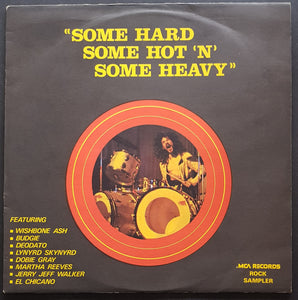 “SOME HARD
SOME HOT ‘N’
SOME HEAVY”
FEATURING
WISHBONE ASH
BUDGIE
DEODATO
LYNYRD SKYNYRD
DOBIE GRAY
MARTHA REEVES
JERRY JEFF WALKER
EL CHICANO
MCA RECORDS
ROCK
SAMPLER